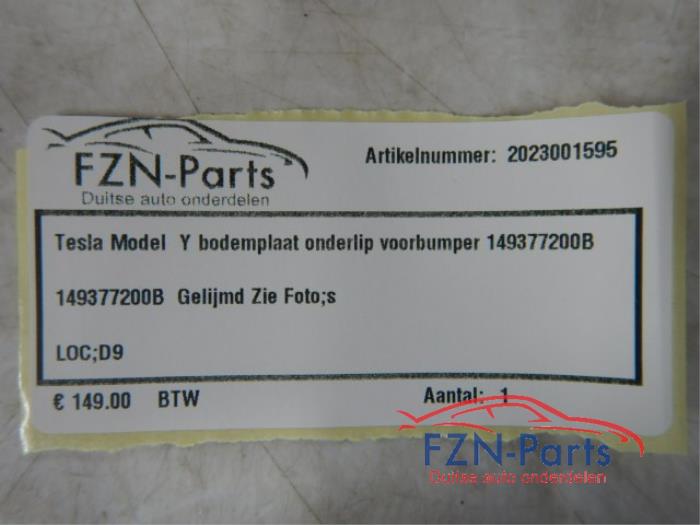 FZN-Parts
Duitse auto onderdelen
Artikelnummer: 2023001595
Tesla Model Y bodemplaat onderlip voorbumper 149377200B
149377200B Gelijmd Zie Foto;s
LOC;D9
€ 149.00 BTW
Aantal: 1
FZN-Parts
Duitse auto onderdelen